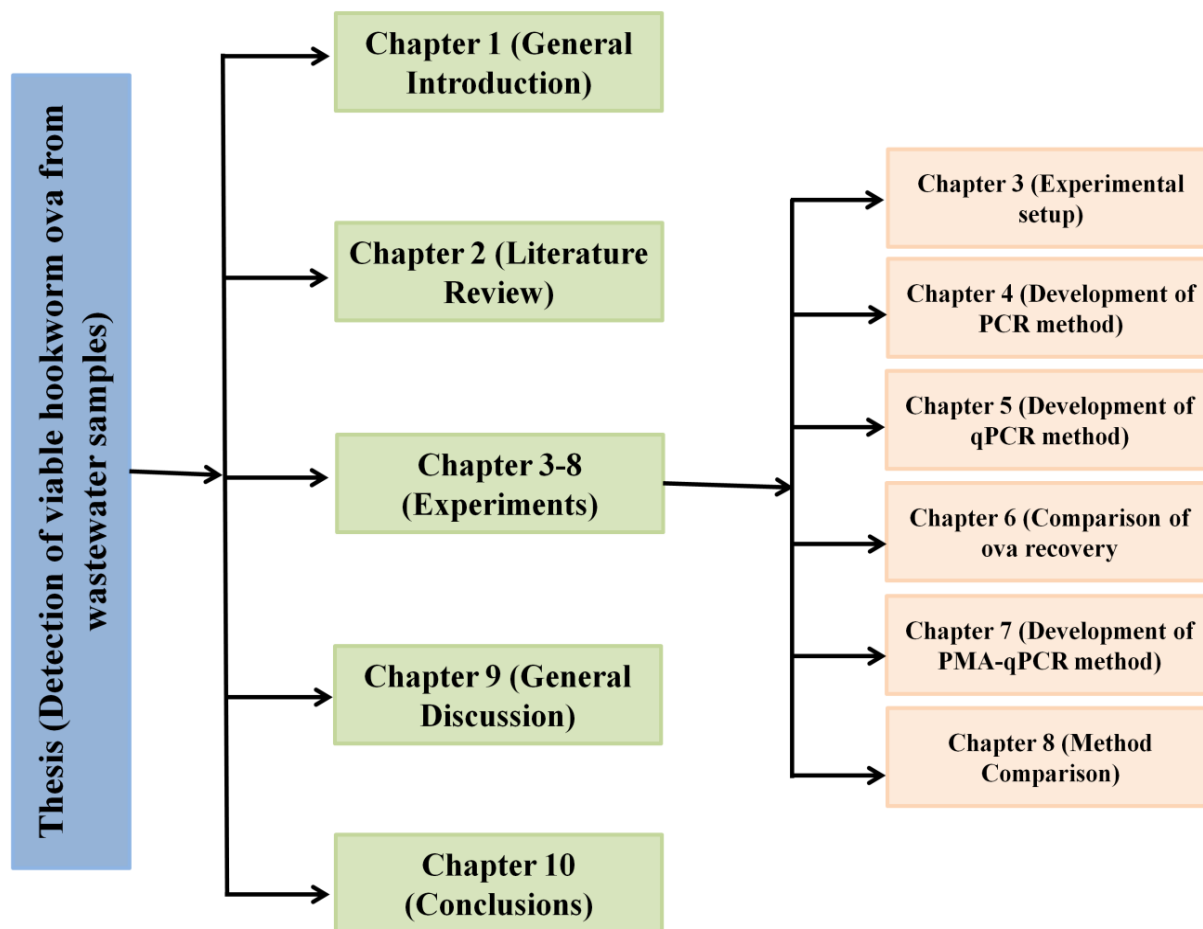 Thesis (Detection of viable hookworm ova from
wastewater samples)
Chapter 1 (General
Introduction)
Chapter 2 (Literature
Review)
Chapter 3-8
(Experiments)
Chapter 9 (General
Discussion)
Chapter 10
(Conclusions)
Chapter 3 (Experimental
setup)
Chapter 4 (Development of
PCR method)
Chapter 5 (Development of
qPCR method)
Chapter 6 (Comparison of
ova recovery
Chapter 7 (Development of
PMA-qPCR method)
Chapter 8 (Method
Comparison)